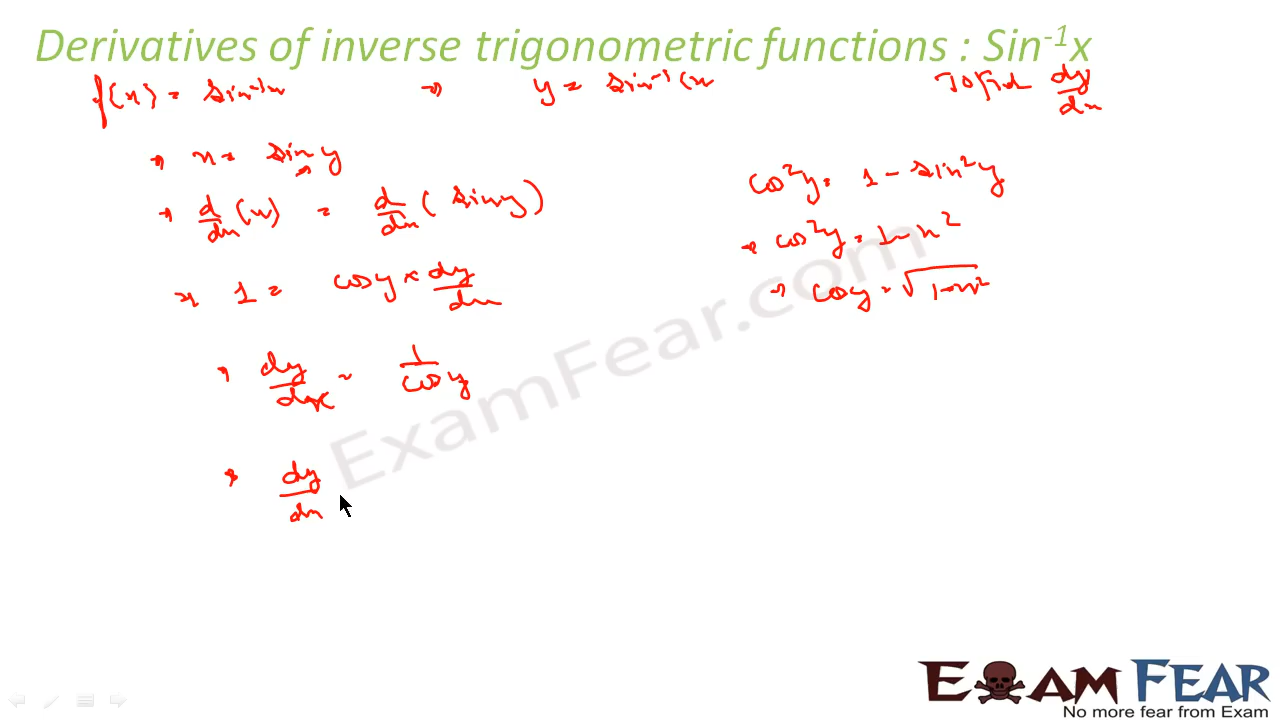 Derivatives of inverse trigonometric functions : Sin⁻¹x
f(x) = sin⁻¹x ⇒ y = sin⁻¹(x To find dy/dx
⇒ x = sin y
cos²y = 1 - sin²y
⇒ d/dx (x) = d/dx ( sin y )
⇒ cos²y = 1 - x²
⇒ 1 = cos y × dy/dx
⇒ cos y = √1-x²
⇒ dy/dx = 1/cos y
⇒ dy/dx
ExamFear.com
EXAM FEAR
No more fear from Exam